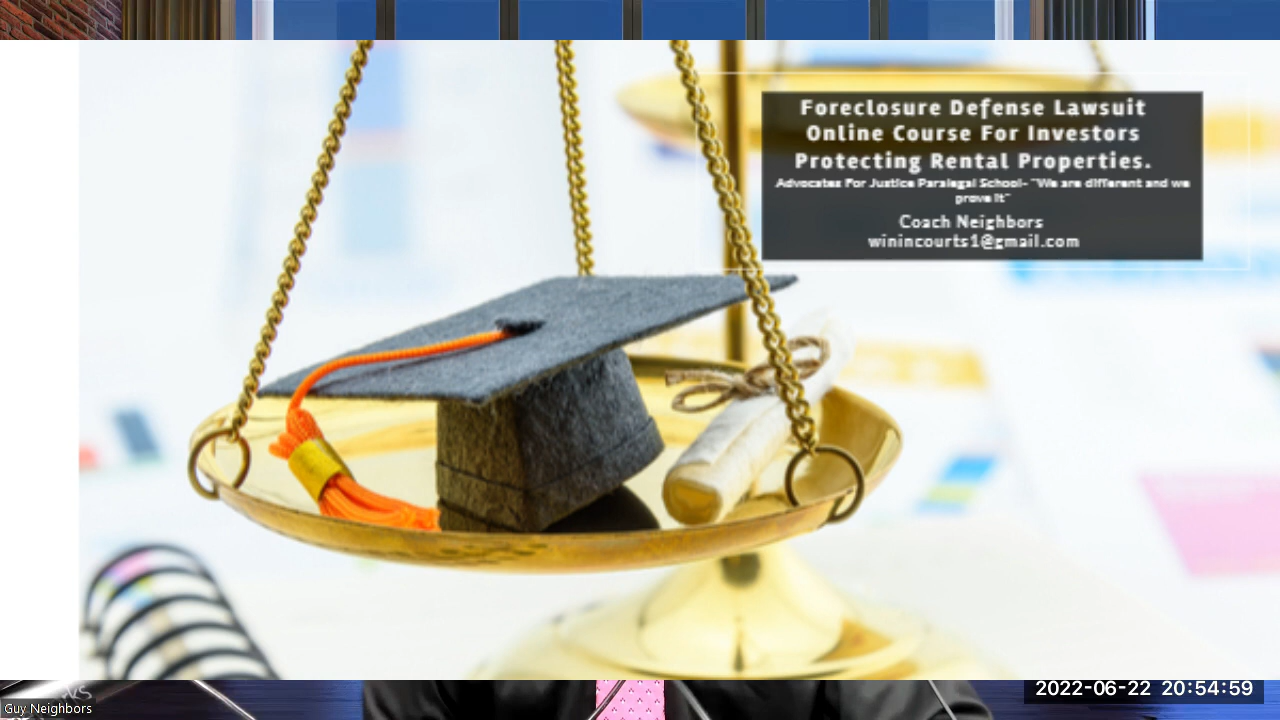 Foreclosure Defense Lawsuit
Online Course For Investors
Protecting Rental Properties.
Advocates For Justice Paralegal School- "We are different and we
prove it"
Coach Neighbors
winincourts1@gmail.com
2022-06-22 20:54:59
Guy Neighbors